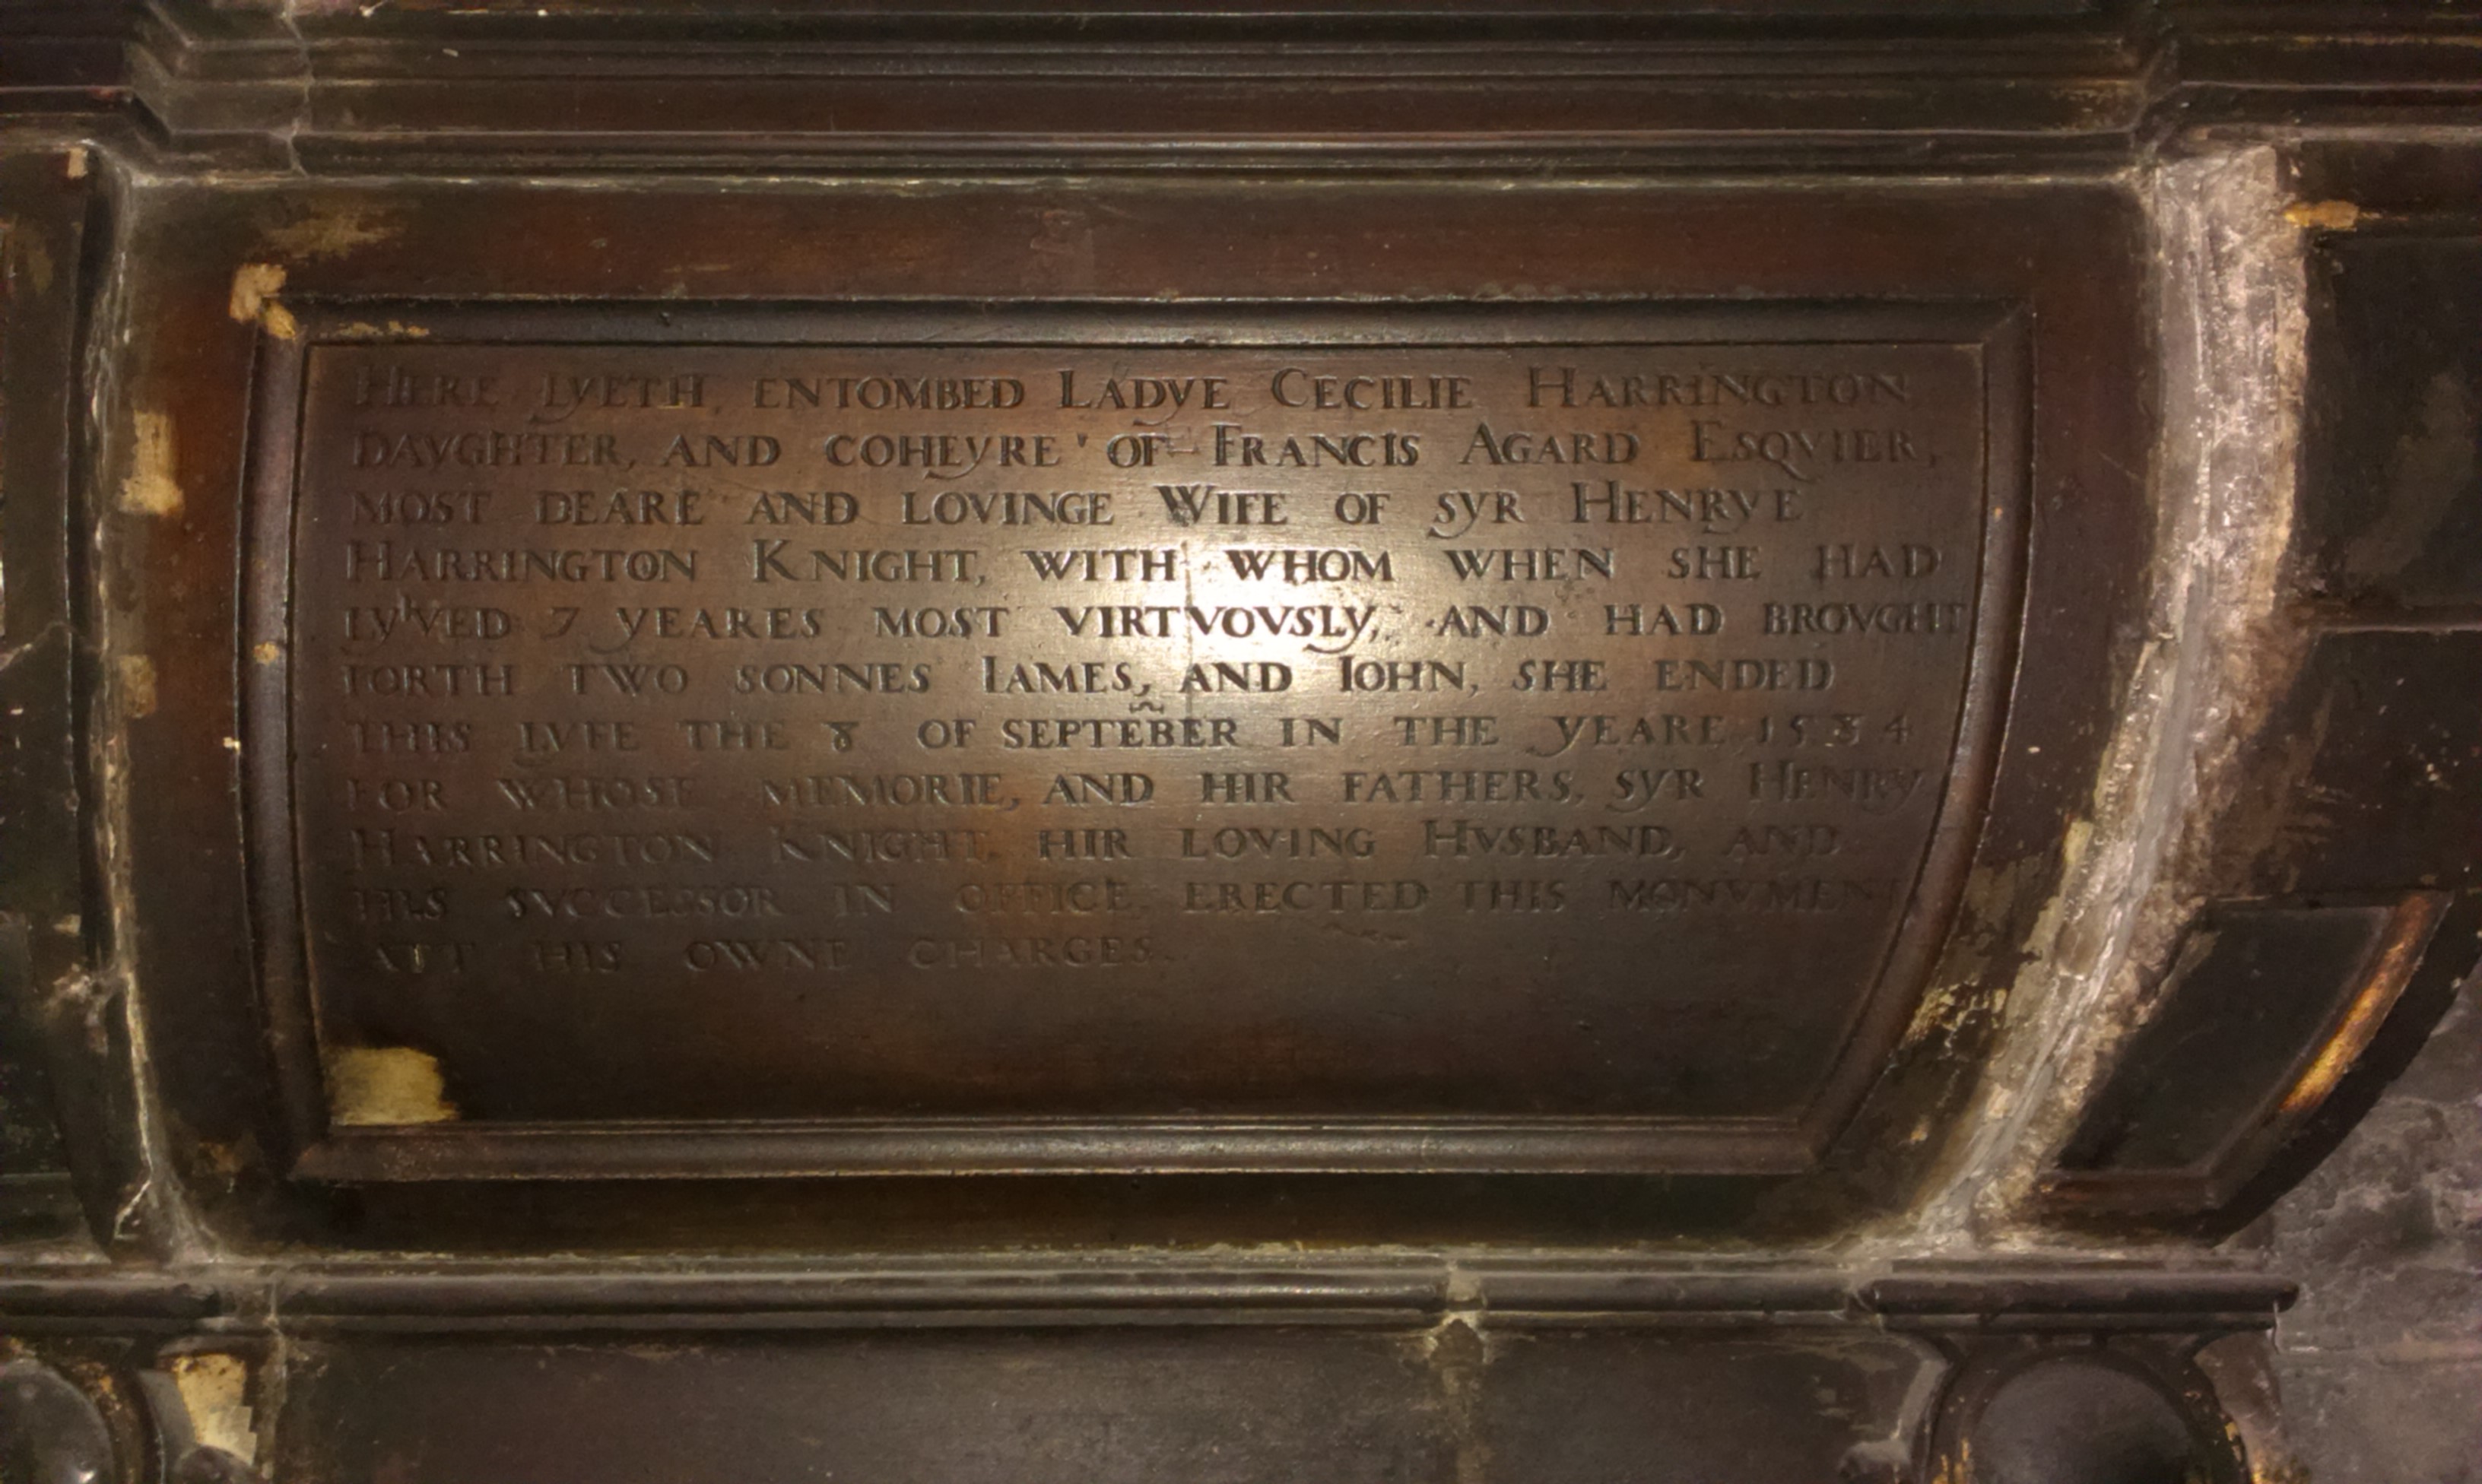 HERE LYETH, ENTOMBED LADYE CECILIE HARRINGTON
DAVGHTER, AND COHEYRE OF FRANCIS AGARD ESQVIER,
MOST DEARE AND LOVINGE WIFE OF SYR HENRYE
HARRINGTON KNIGHT, WITH WHOM WHEN SHE HAD
LYVED 7 YEARES MOST VIRTVOVSLY, AND HAD BROVGHT
FORTH TWO SONNES IAMES, AND IOHN, SHE ENDED
THIS LYFE THE 8 OF SEPTẼBER IN THE YEARE 1584
FOR WHOSE MEMORIE, AND HIR FATHERS, SYR HENRY
HARRINGTON KNIGHT, HIR LOVING HVSBAND, AND
HIS SVCCESSOR IN OFFICE, ERECTED THIS MONVMENT
ATT HIS OWNE CHARGES.